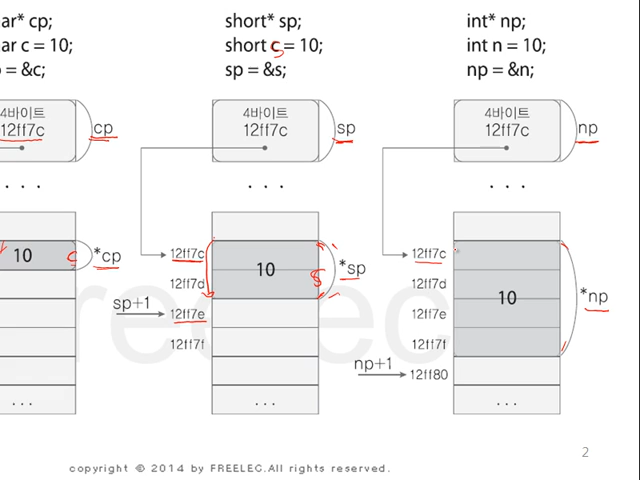 ar* cp;
ar c = 10;
= &c;
4바이트
12ff7c
cp
. . .
10
c
*cp
short* sp;
short c = 10;
s
sp = &s;
4바이트
12ff7c
sp
. . .
12ff7c
12ff7d
sp+1
12ff7e
12ff7f
10
s
*sp
. . .
int* np;
int n = 10;
np = &n;
4바이트
12ff7c
np
. . .
12ff7c
12ff7d
12ff7e
12ff7f
np+1
12ff80
10
*np
. . .
. . .
reelec
2
copyright © 2014 by FREELEC.All rights reserved.